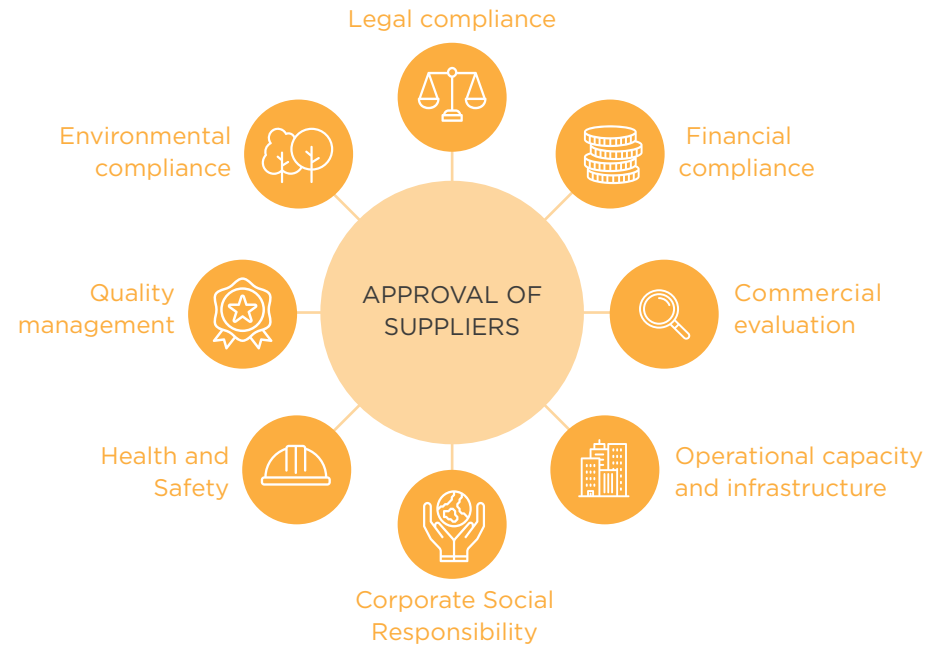 Legal compliance
Environmental
compliance
Financial
compliance
Quality
management
APPROVAL OF
SUPPLIERS
Commercial
evaluation
Health and
Safety
Operational capacity
and infrastructure
Corporate Social
Responsibility